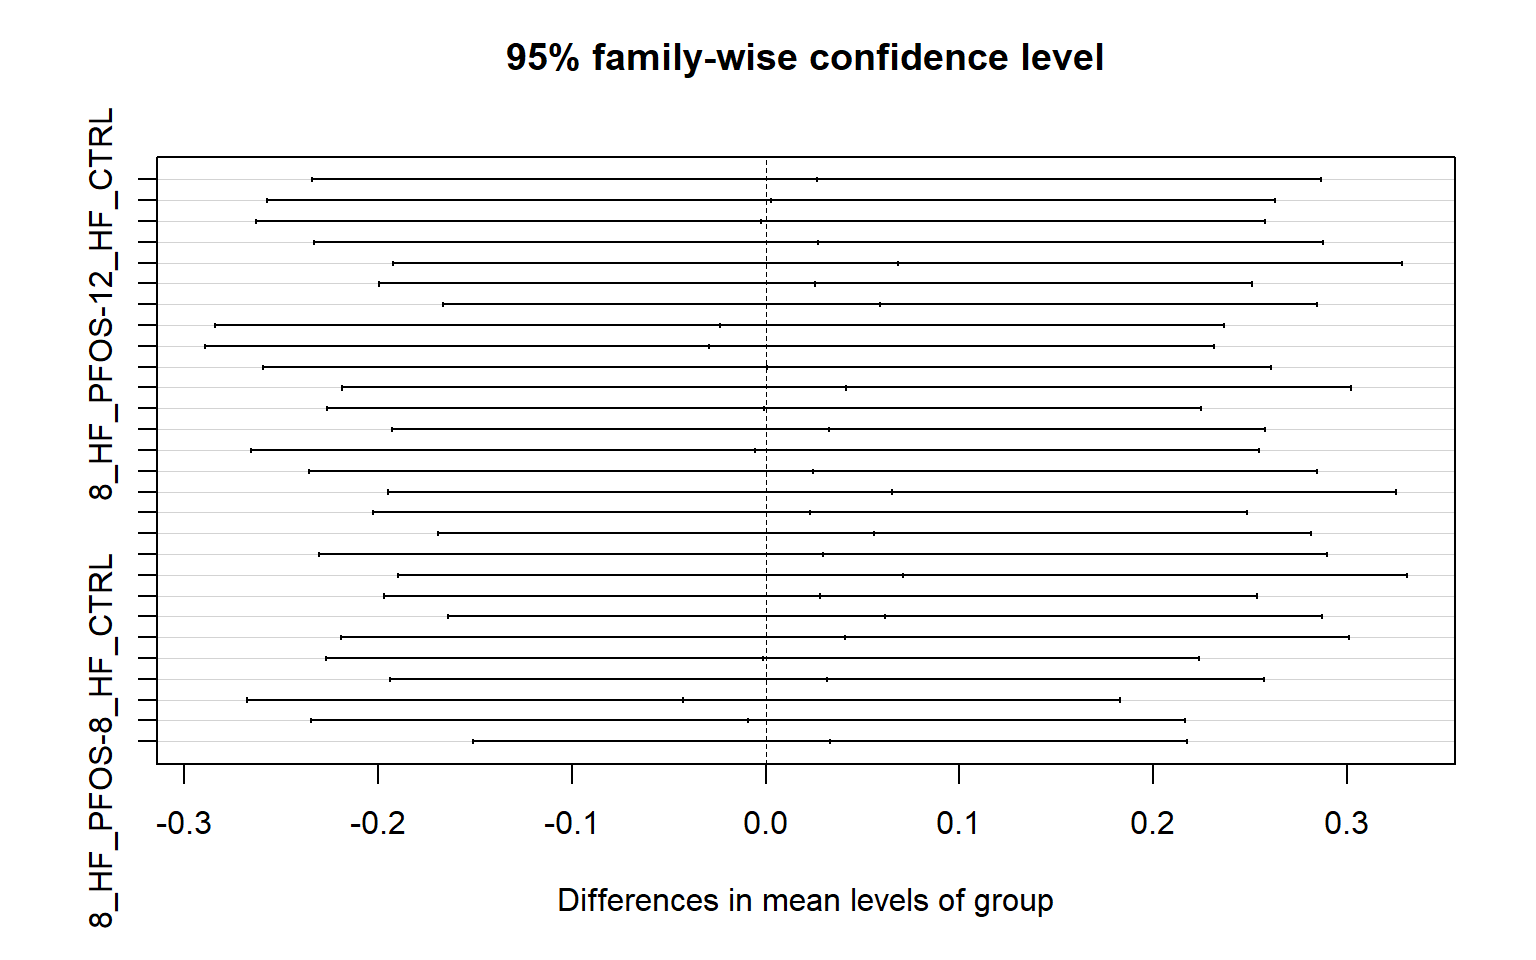 95% family-wise confidence level
8_HF_PFOS-12_HF_CTRL
8_HF_PFOS-8_HF_CTRL
-0.3 -0.2 -0.1 0.0 0.1 0.2 0.3
Differences in mean levels of group